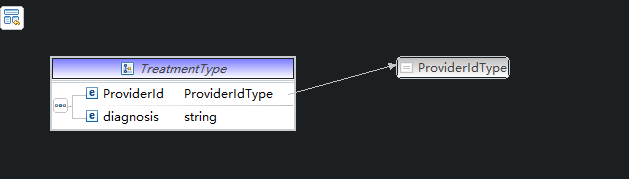 TreatmentType
ProviderIdType
e ProviderId ProviderIdType
e diagnosis string